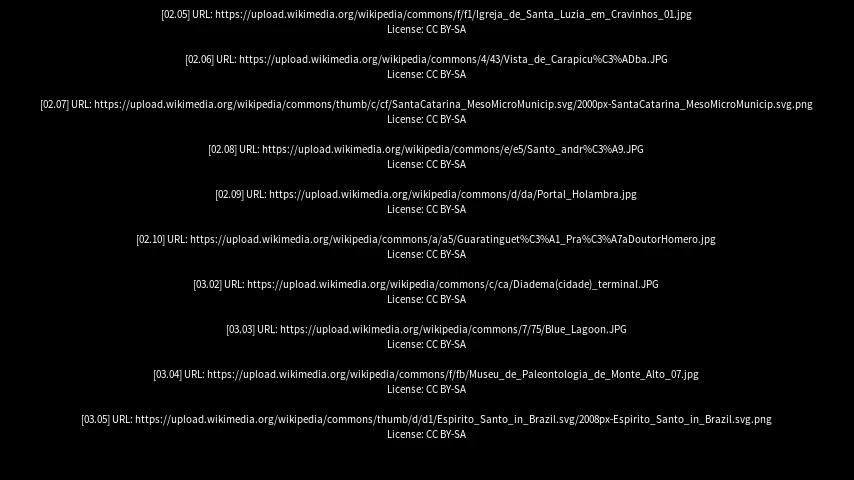 [02.05] URL: https://upload.wikimedia.org/wikipedia/commons/f/f1/Igreja_de_Santa_Luzia_em_Cravinhos_01.jpg
License: CC BY-SA
[02.06] URL: https://upload.wikimedia.org/wikipedia/commons/4/43/Vista_de_Carapicu%C3%ADba.JPG
License: CC BY-SA
[02.07] URL: https://upload.wikimedia.org/wikipedia/commons/thumb/c/cf/SantaCatarina_MesoMicroMunicip.svg/2000px-SantaCatarina_MesoMicroMunicip.svg.png
License: CC BY-SA
[02.08] URL: https://upload.wikimedia.org/wikipedia/commons/e/e5/Santo_andr%C3%A9.JPG
License: CC BY-SA
[02.09] URL: https://upload.wikimedia.org/wikipedia/commons/d/da/Portal_Holambra.jpg
License: CC BY-SA
[02.10] URL: https://upload.wikimedia.org/wikipedia/commons/a/a5/Guaratinguet%C3%A1_Pra%C3%A7aDoutorHomero.jpg
License: CC BY-SA
[03.02] URL: https://upload.wikimedia.org/wikipedia/commons/c/ca/Diadema(cidade)_terminal.JPG
License: CC BY-SA
[03.03] URL: https://upload.wikimedia.org/wikipedia/commons/7/75/Blue_Lagoon.JPG
License: CC BY-SA
[03.04] URL: https://upload.wikimedia.org/wikipedia/commons/f/fb/Museu_de_Paleontologia_de_Monte_Alto_07.jpg
License: CC BY-SA
[03.05] URL: https://upload.wikimedia.org/wikipedia/commons/thumb/d/d1/Espirito_Santo_in_Brazil.svg/2008px-Espirito_Santo_in_Brazil.svg.png
License: CC BY-SA